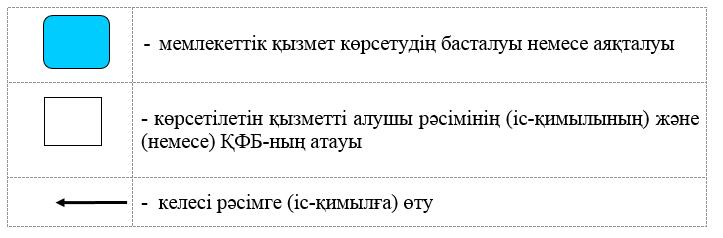 - мемлекеттік қызмет көрсетудің басталуы немесе аяқталуы
- көрсетілетін қызметті алушы рәсімінің (іс-қимылының) және
(немесе) ҚФБ-ның атауы
- келесі рәсімге (іс-қимылға) өту